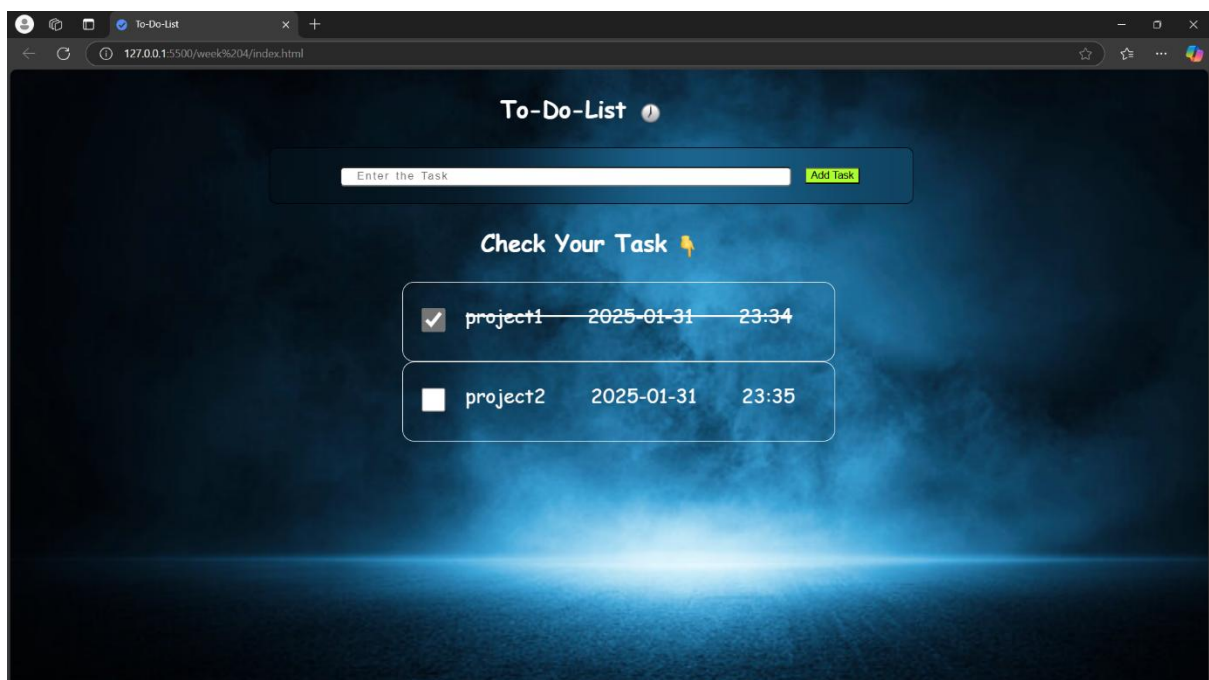 To-Do-List
127.0.0.1:5500/week%204/index.html
To-Do-List
Enter the Task Add Task
Check Your Task
project1 2025-01-31 23:34
project2 2025-01-31 23:35